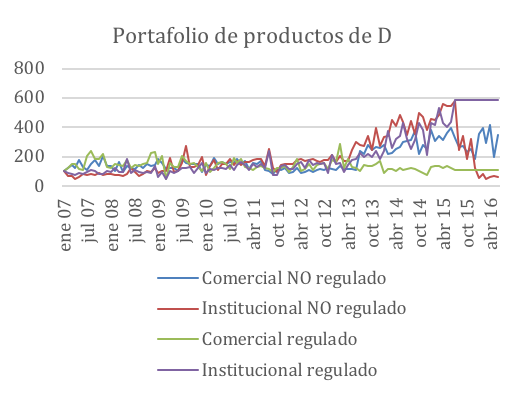 Portafolio de productos de D
800
600
400
200
0
ene 07
jul 07
ene 08
jul 08
ene 09
jul 09
ene 10
jul 10
abr 11
oct 11
abr 12
oct 12
abr 13
oct 13
abr 14
oct 14
abr 15
oct 15
abr 16
Comercial NO regulado
Institucional NO regulado
Comercial regulado
Institucional regulado